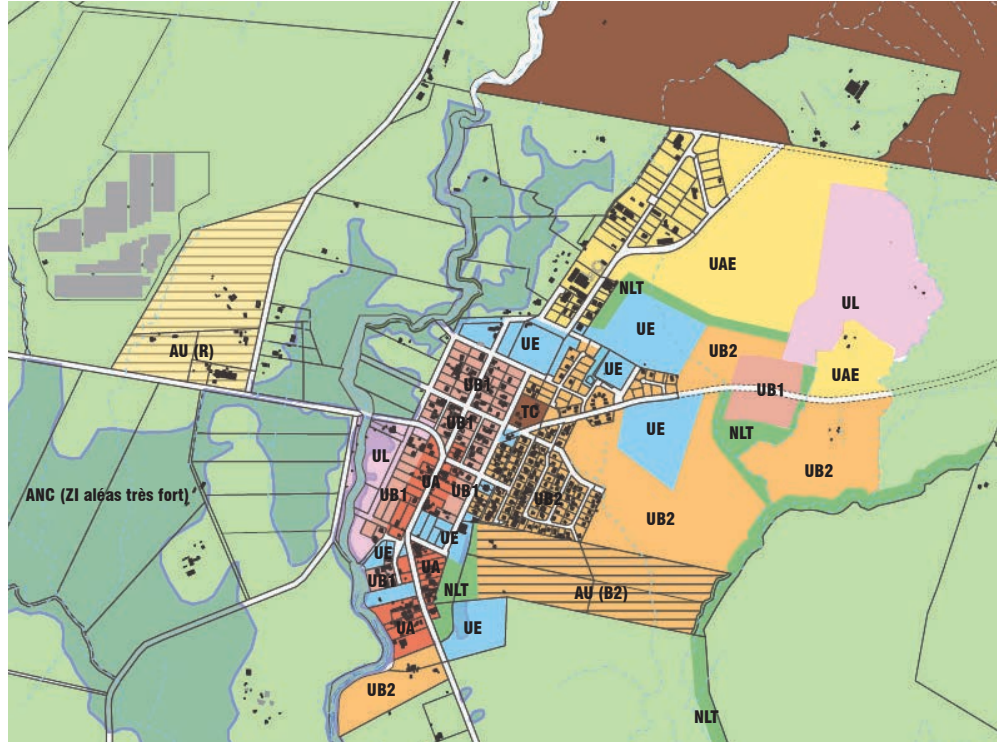 UAE
NLT
UL
UE
UE
UB2
AU (R)
UE
UAE
UB1
UB1
TC
UB1
UE
NLT
UL
UA
UB1
UB2
UB2
ANC (ZI aléas très fort)
UB1
UB2
UE
UE
UA
UB1
NLT
AU (B2)
UA
UE
UB2
NLT